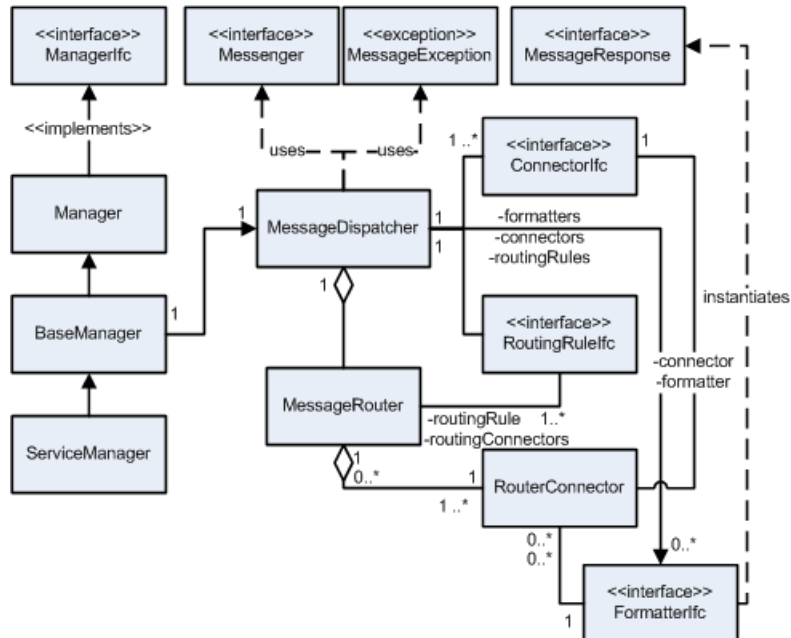 <<interface>>
ManagerIfc
<<interface>>
Messenger
<<exception>>
MessageException
<<interface>>
MessageResponse
<<implements>>
uses
uses
1 ..*
<<interface>>
ConnectorIfc
1
Manager
1
MessageDispatcher
1
1
-formatters
-connectors
-routingRules
1
BaseManager
1
<<interface>>
RoutingRuleIfc
instantiates
-connector
-formatter
MessageRouter
-routingRule
1..*
-routingConnectors
ServiceManager
1
0..*
1
1 ..*
RouterConnector
0..*
0..*
0..*
1
<<interface>>
FormatterIfc